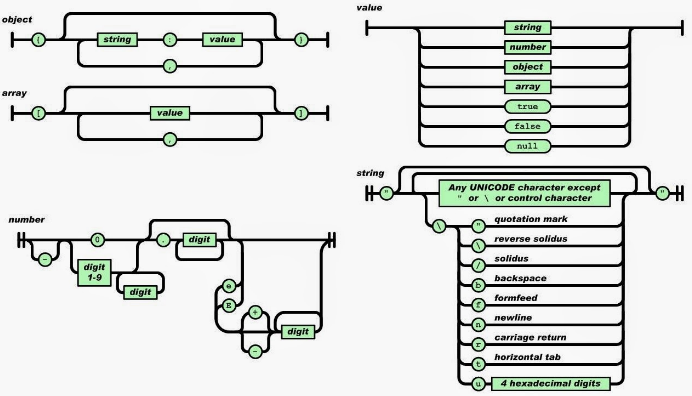 object
{ string : value }
,
array
[ value ]
,
value
string
number
object
array
true
false
null
number
0 . digit
-
digit
1-9
digit
e
E
+
digit
-
string
" Any UNICODE character except "
" or \ or control character
\ " quotation mark
\ reverse solidus
/ solidus
b backspace
f formfeed
n newline
r carriage return
t horizontal tab
u 4 hexadecimal digits